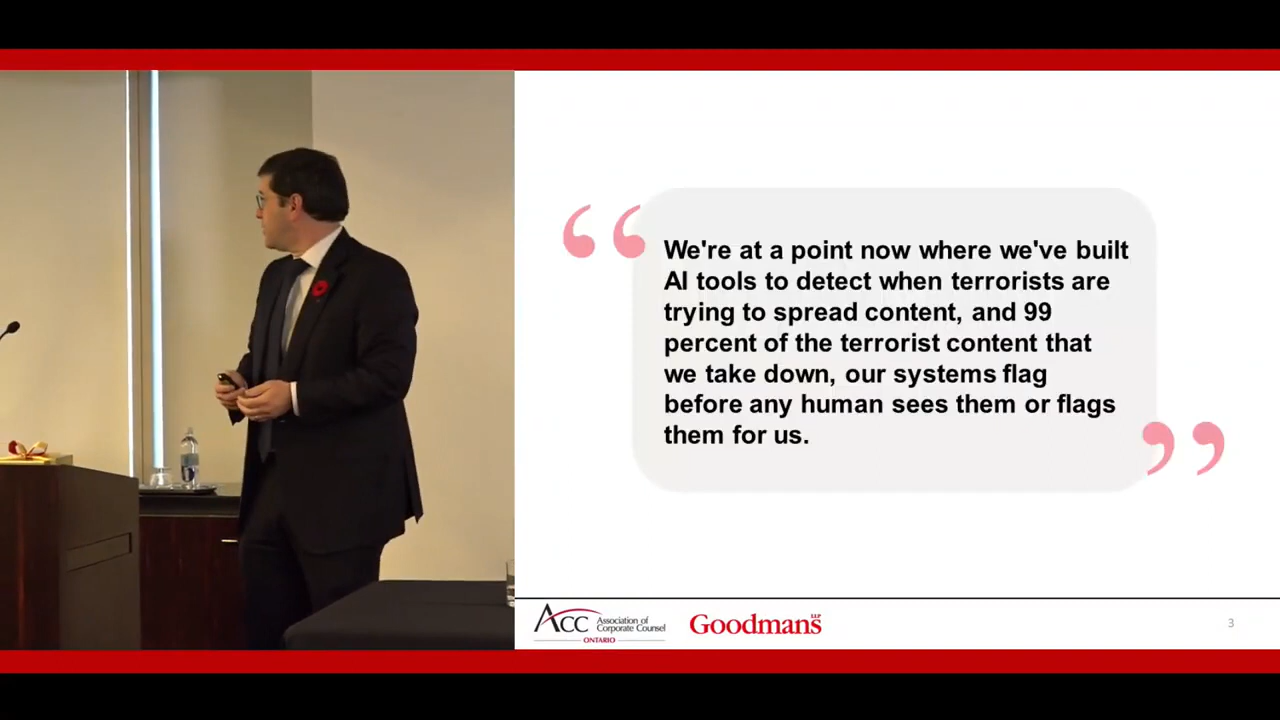 We're at a point now where we've built
AI tools to detect when terrorists are
trying to spread content, and 99
percent of the terrorist content that
we take down, our systems flag
before any human sees them or flags
them for us.
ACC Association of
Corporate Counsel
ONTARIO
Goodmans LLP
3